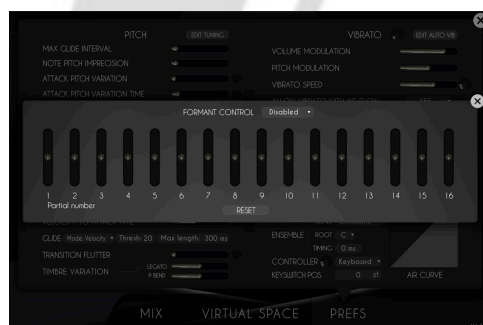 PITCH EDIT TUNING
MAX GLIDE INTERVAL
NOTE PITCH IMPRECISION
ATTACK PITCH VARIATION
ATTACK PITCH VARIATION TIME
VIBRATO EDIT AUTO VIB
VOLUME MODULATION
PITCH MODULATION
VIBRATO SPEED
FORMANT CONTROL Disabled
1 2 3 4 5 6 7 8 9 10 11 12 13 14 15 16
Partial number
RESET
GLIDE Mode: Velocity Thresh: 20 Max length: 300 ms
TRANSITION FLUTTER
TIMBRE VARIATION LEGATO
P BEND
ENSEMBLE ROOT C
TIMING 0 ms
CONTROLLER Keyboard
KEYSWITCH POS 0 st AIR CURVE
MIX VIRTUAL SPACE PREFS